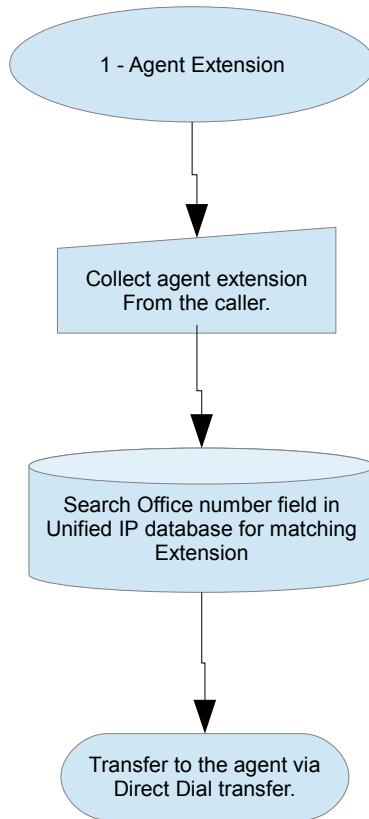 1 - Agent Extension
Collect agent extension
From the caller.
Search Office number field in
Unified IP database for matching
Extension
Transfer to the agent via
Direct Dial transfer.